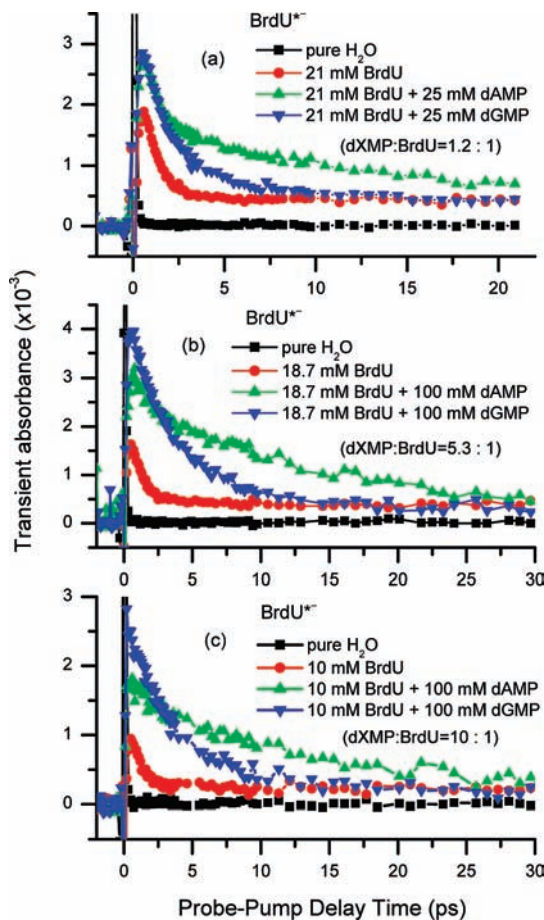 BrdU*⁻
(a)
pure H₂O
21 mM BrdU
21 mM BrdU + 25 mM dAMP
21 mM BrdU + 25 mM dGMP
(dXMP:BrdU=1.2 : 1)
3
2
1
0
0 5 10 15 20
BrdU*⁻
(b)
pure H₂O
18.7 mM BrdU
18.7 mM BrdU + 100 mM dAMP
18.7 mM BrdU + 100 mM dGMP
(dXMP:BrdU=5.3 : 1)
4
3
2
1
0
0 5 10 15 20 25 30
Transient absorbance (x10⁻³)
BrdU*⁻
(c)
pure H₂O
10 mM BrdU
10 mM BrdU + 100 mM dAMP
10 mM BrdU + 100 mM dGMP
(dXMP:BrdU=10 : 1)
3
2
1
0
0 5 10 15 20 25 30
Probe-Pump Delay Time (ps)